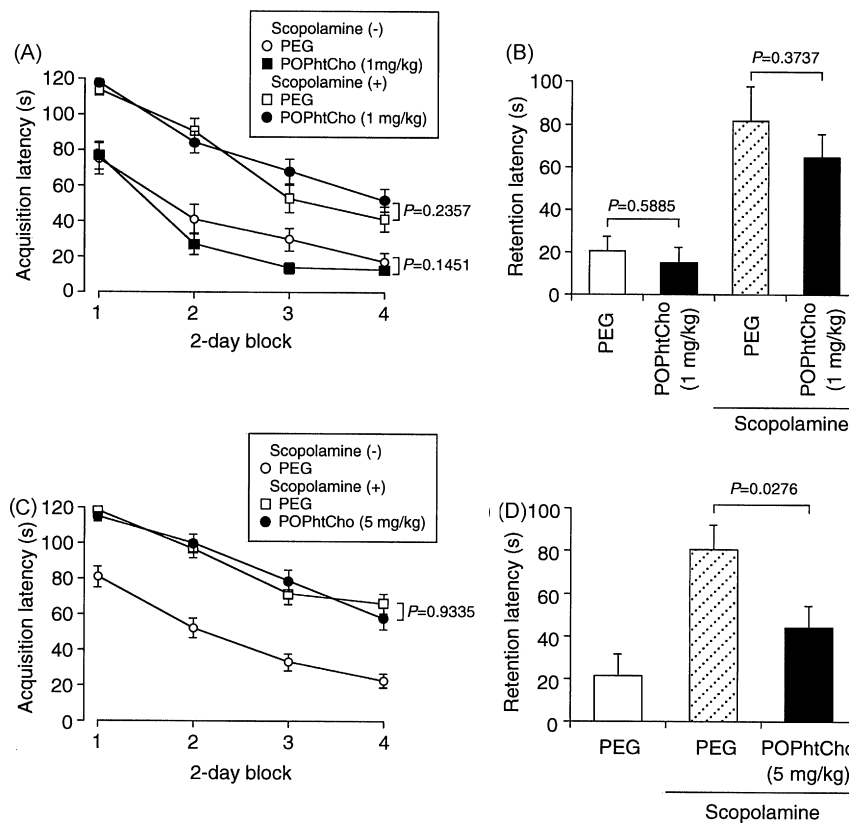 (A)
Scopolamine (-)
PEG
POPhtCho (1mg/kg)
Scopolamine (+)
PEG
POPhtCho (1 mg/kg)
Acquisition latency (s)
120
100
80
60
40
20
0
P=0.2357
P=0.1451
1 2 3 4
2-day block
(B)
Retention latency (s)
100
80
60
40
20
0
P=0.5885
P=0.3737
PEG
POPhtCho
(1 mg/kg)
PEG
POPhtCho
(1 mg/kg)
Scopolamine
(C)
Scopolamine (-)
PEG
Scopolamine (+)
PEG
POPhtCho (5 mg/kg)
Acquisition latency (s)
120
100
80
60
40
20
0
P=0.9335
1 2 3 4
2-day block
(D)
Retention latency (s)
100
80
60
40
20
0
P=0.0276
PEG PEG POPhtCho
(5 mg/kg)
Scopolamine